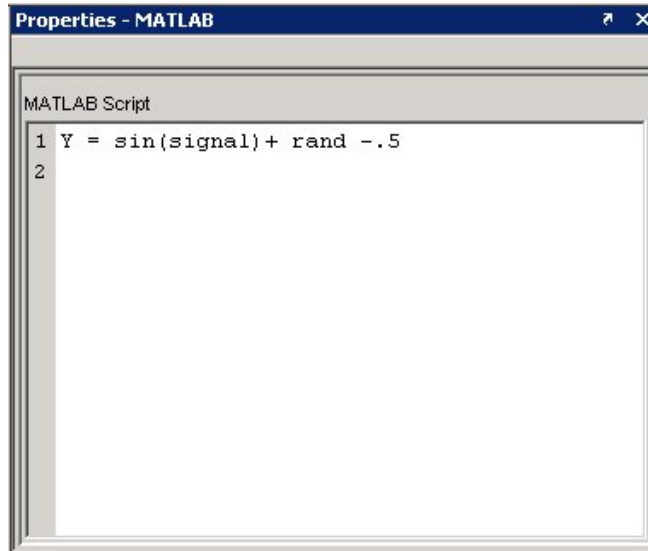 Properties - MATLAB
MATLAB Script
1 Y = sin(signal)+ rand -.5
2